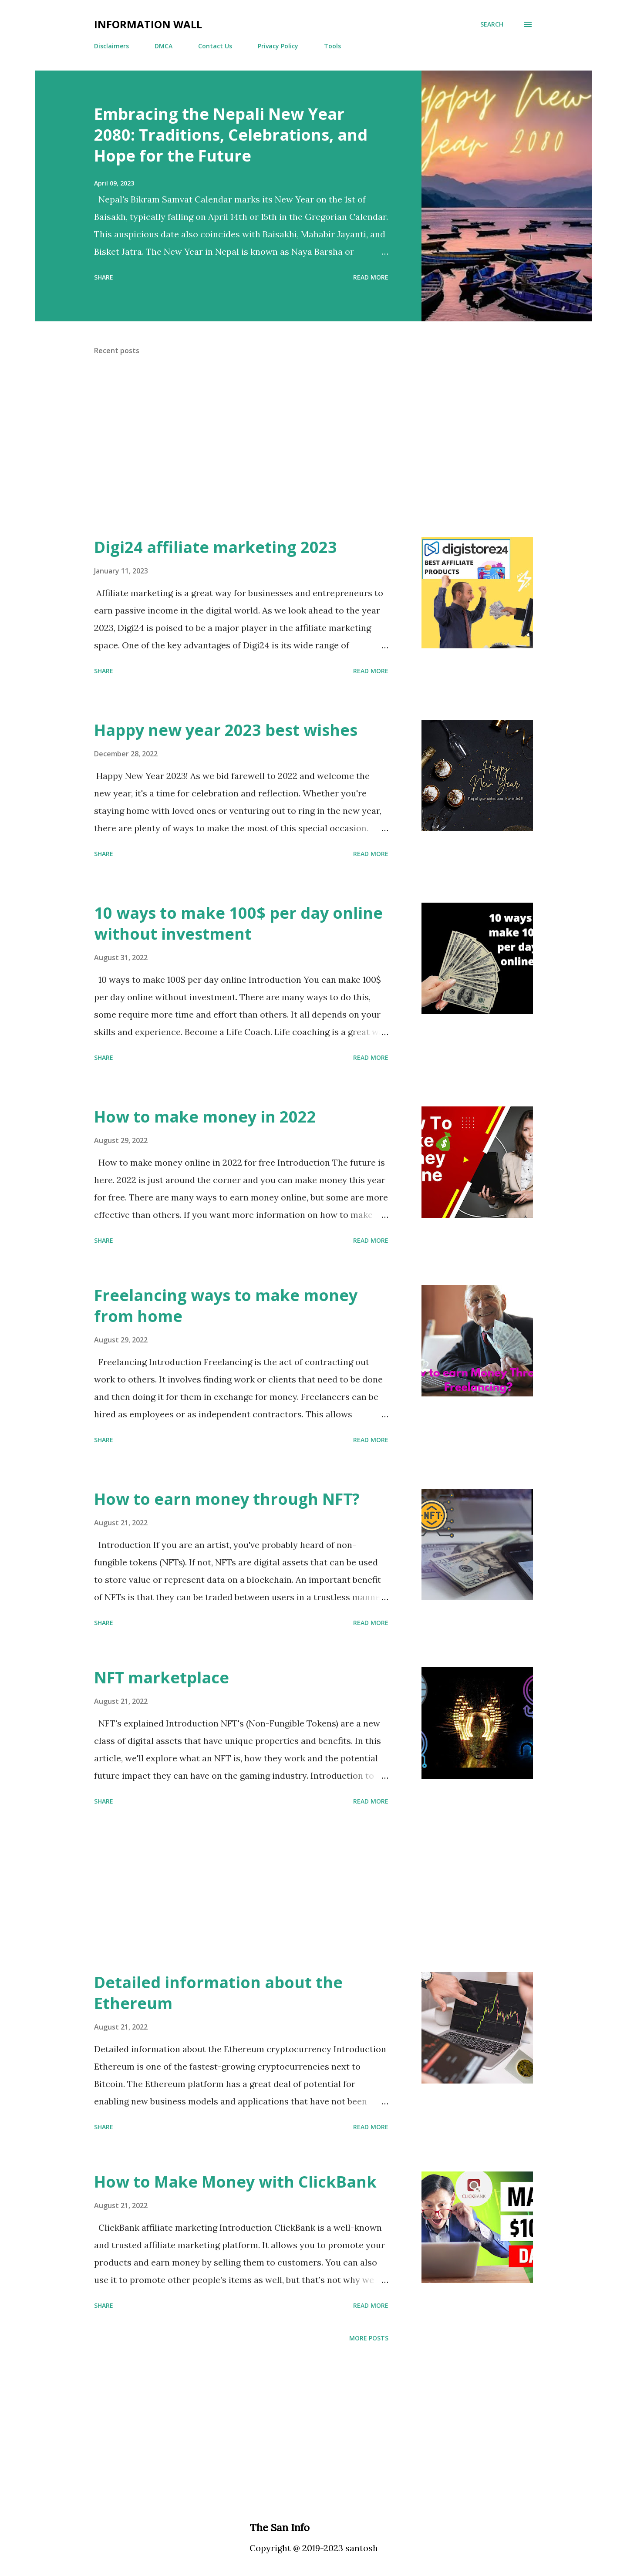 INFORMATION WALL
SEARCH
Disclaimers DMCA Contact Us Privacy Policy Tools
Embracing the Nepali New Year
2080: Traditions, Celebrations, and
Hope for the Future
April 09, 2023
Nepal's Bikram Samvat Calendar marks its New Year on the 1st of
Baisakh, typically falling on April 14th or 15th in the Gregorian Calendar.
This auspicious date also coincides with Baisakhi, Mahabir Jayanti, and
Bisket Jatra. The New Year in Nepal is known as Naya Barsha or …
SHARE READ MORE
Happy New
Year 2080
Recent posts
Digi24 affiliate marketing 2023
January 11, 2023
Affiliate marketing is a great way for businesses and entrepreneurs to
earn passive income in the digital world. As we look ahead to the year
2023, Digi24 is poised to be a major player in the affiliate marketing
space. One of the key advantages of Digi24 is its wide range of …
SHARE READ MORE
digistore24
BEST AFFILIATE
PRODUCTS
Happy new year 2023 best wishes
December 28, 2022
Happy New Year 2023! As we bid farewell to 2022 and welcome the
new year, it's a time for celebration and reflection. Whether you're
staying home with loved ones or venturing out to ring in the new year,
there are plenty of ways to make the most of this special occasion. …
SHARE READ MORE
Happy
New Year
10 ways to make 100$ per day online
without investment
August 31, 2022
10 ways to make 100$ per day online Introduction You can make 100$
per day online without investment. There are many ways to do this,
some require more time and effort than others. It all depends on your
skills and experience. Become a Life Coach. Life coaching is a great w …
SHARE READ MORE
10 ways
make 10
per day
online
How to make money in 2022
August 29, 2022
How to make money online in 2022 for free Introduction The future is
here. 2022 is just around the corner and you can make money this year
for free. There are many ways to earn money online, but some are more
effective than others. If you want more information on how to make …
SHARE READ MORE
w To
ke
ney
ine
Freelancing ways to make money
from home
August 29, 2022
Freelancing Introduction Freelancing is the act of contracting out
work to others. It involves finding work or clients that need to be done
and then doing it for them in exchange for money. Freelancers can be
hired as employees or as independent contractors. This allows …
SHARE READ MORE
to earn Money Thro
Freelancing?
How to earn money through NFT?
August 21, 2022
Introduction If you are an artist, you've probably heard of non-
fungible tokens (NFTs). If not, NFTs are digital assets that can be used
to store value or represent data on a blockchain. An important benefit
of NFTs is that they can be traded between users in a trustless manne …
SHARE READ MORE
NFT
NFT marketplace
August 21, 2022
NFT's explained Introduction NFT's (Non-Fungible Tokens) are a new
class of digital assets that have unique properties and benefits. In this
article, we'll explore what an NFT is, how they work and the potential
future impact they can have on the gaming industry. Introduction to …
SHARE READ MORE
Detailed information about the
Ethereum
August 21, 2022
Detailed information about the Ethereum cryptocurrency Introduction
Ethereum is one of the fastest-growing cryptocurrencies next to
Bitcoin. The Ethereum platform has a great deal of potential for
enabling new business models and applications that have not been …
SHARE READ MORE
How to Make Money with ClickBank
August 21, 2022
ClickBank affiliate marketing Introduction ClickBank is a well-known
and trusted affiliate marketing platform. It allows you to promote your
products and earn money by selling them to customers. You can also
use it to promote other people's items as well, but that's not why we …
SHARE READ MORE
CLICKBANK
MA
$10
DA
MORE POSTS
The San Info
Copyright @ 2019-2023 santosh